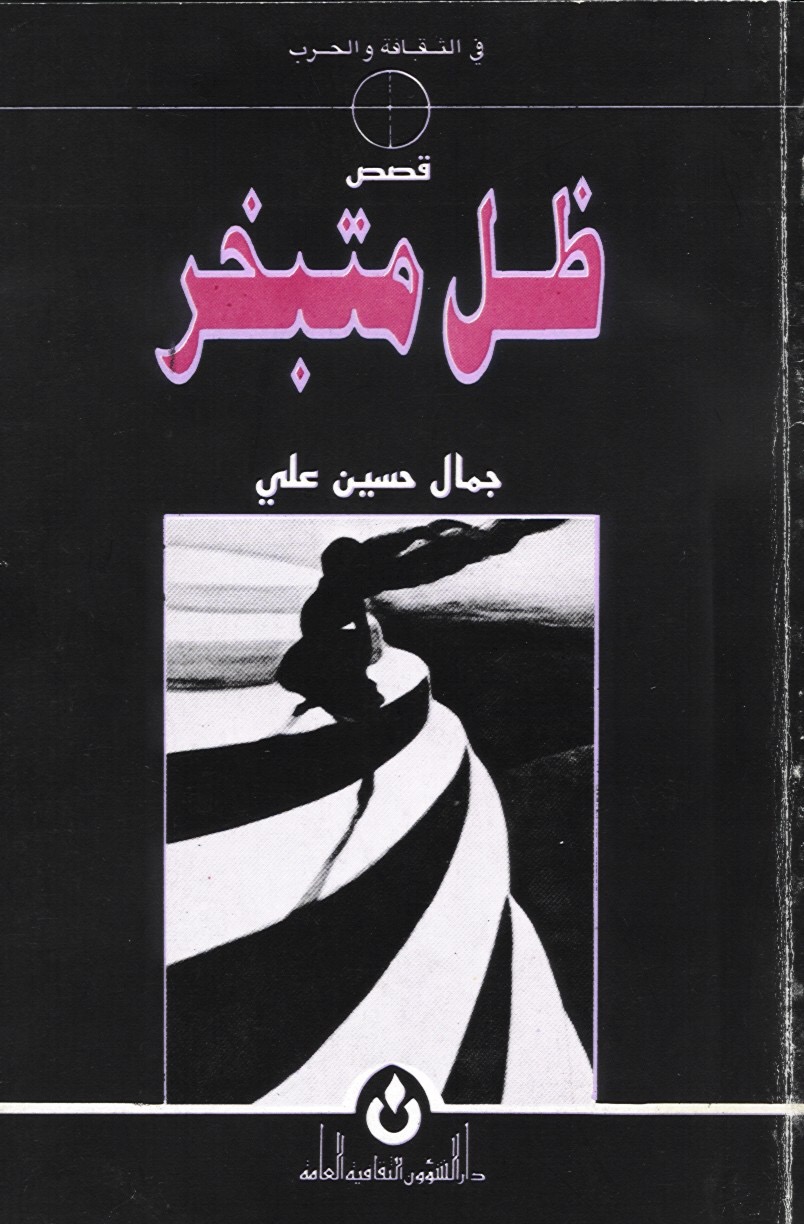 في الثقافة والحرب
قصص
ظل متبخر
جمال حسين علي
دار الشؤون الثقافية العامة